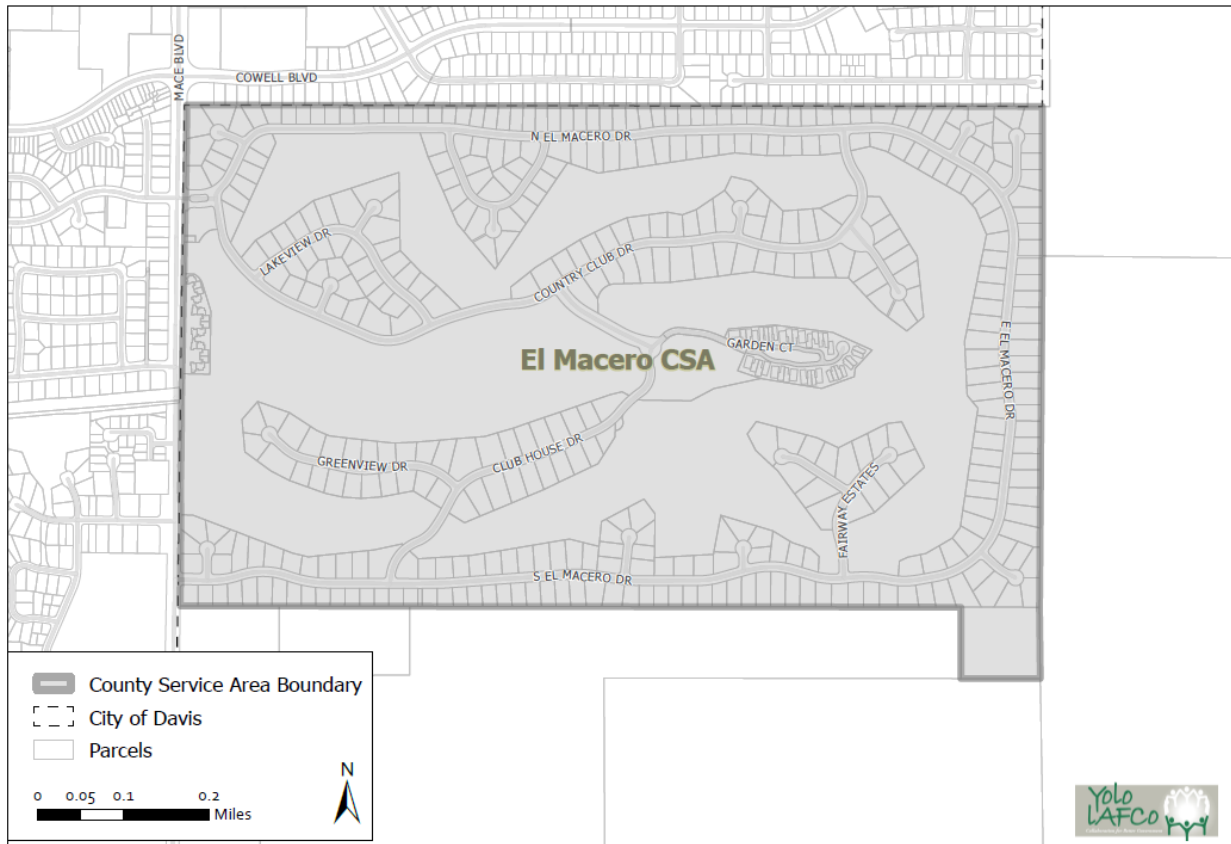 MACE BLVD
COWELL BLVD
N EL MACERO DR
LAKEVIEW DR
COUNTRY CLUB DR
GARDEN CT
El Macero CSA
E EL MACERO DR
GREENVIEW DR
CLUB HOUSE DR
FAIRWAY ESTATES
S EL MACERO DR
County Service Area Boundary
City of Davis
Parcels
N
0 0.05 0.1 0.2
Miles
YOLO
LAFCO